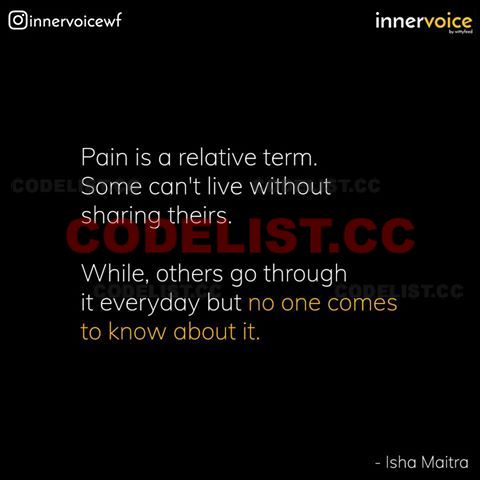 innervoicewf
innervoice
by wittyfeed
Pain is a relative term.
Some can't live without
CODELIST.CC
CODELIST.CC
sharing theirs.
CODELIST.CC
While, others go through
CODELIST.CC
CODELIST.CC
it everyday but no one comes
to know about it.
- Isha Maitra